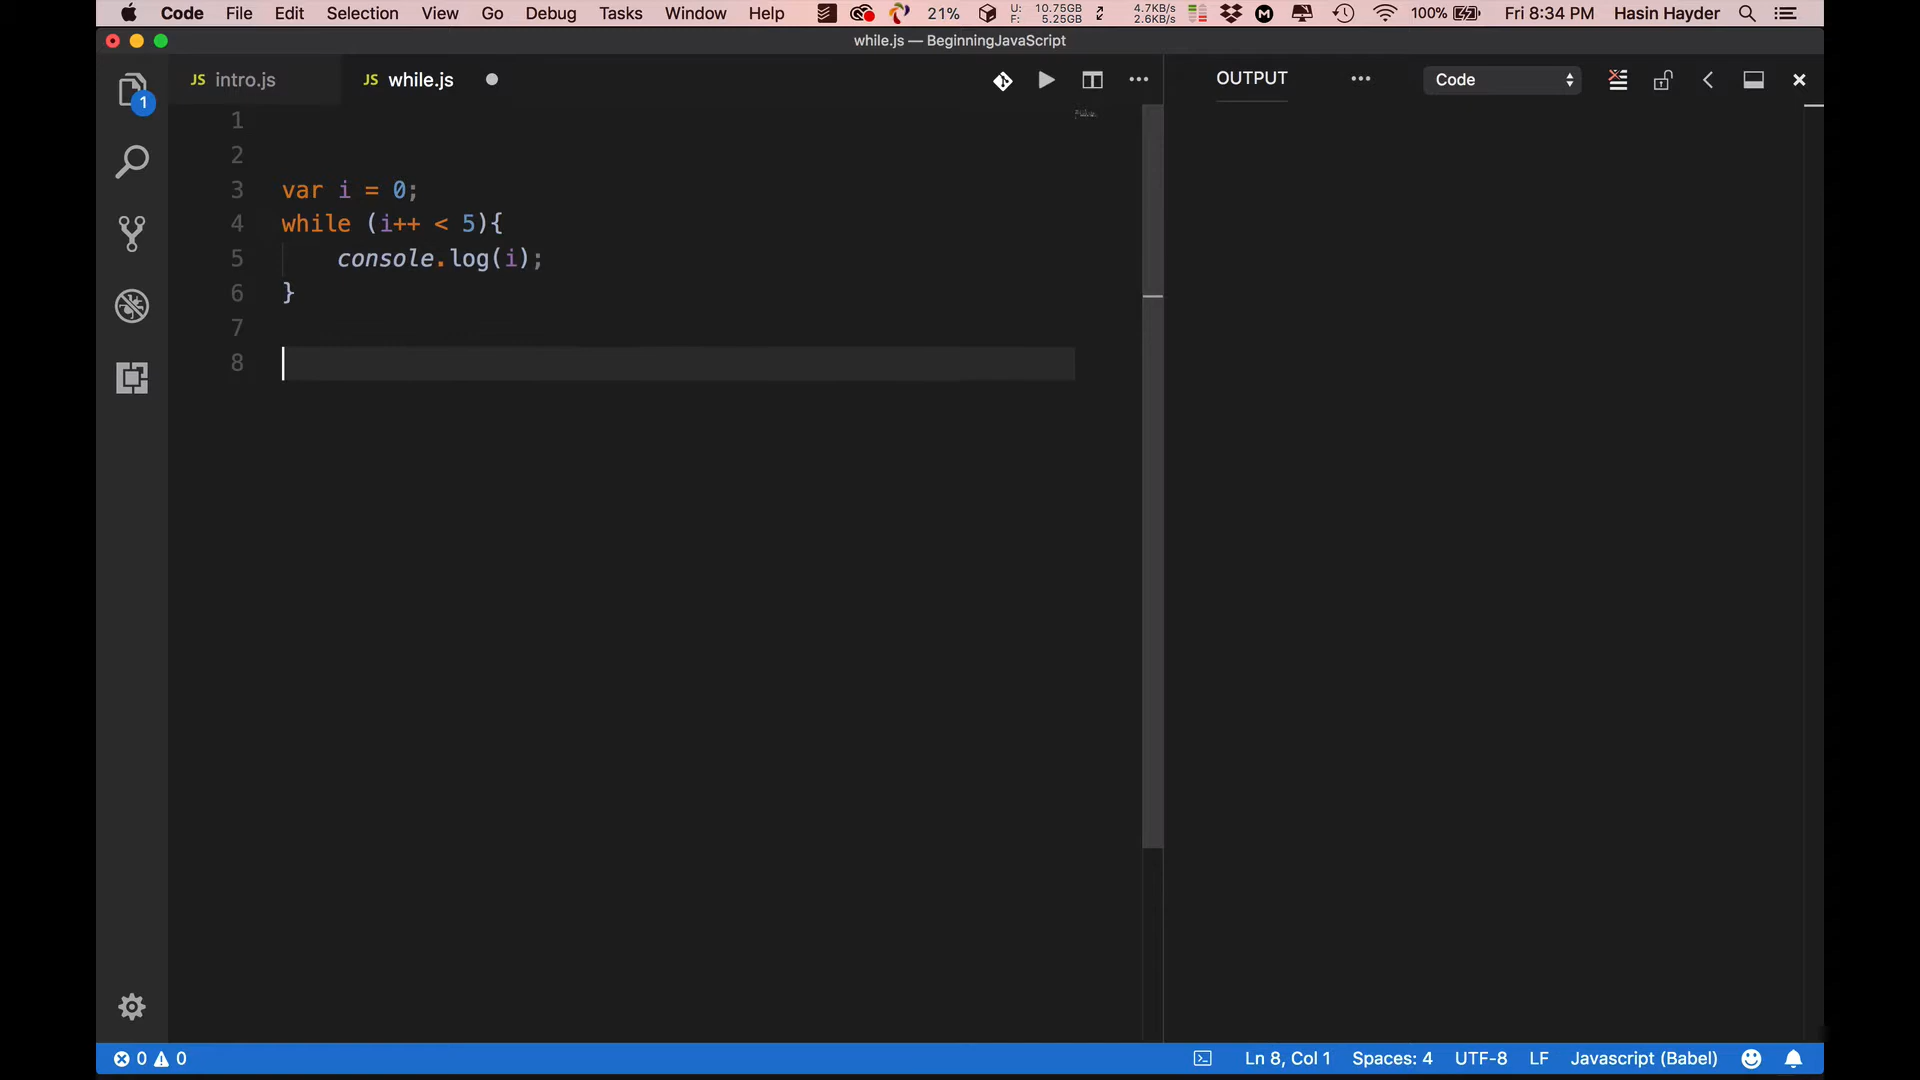 Code File Edit Selection View Go Debug Tasks Window Help 21% U: 10.75GB F: 5.25GB 4.7KB/s 2.6KB/s 100% Fri 8:34 PM Hasin Hayder
while.js — BeginningJavaScript
JS intro.js JS while.js OUTPUT Code
1
1
2
3 var i = 0;
4 while (i++ < 5){
5 console.log(i);
6 }
7
8
0 0 Ln 8, Col 1 Spaces: 4 UTF-8 LF Javascript (Babel)